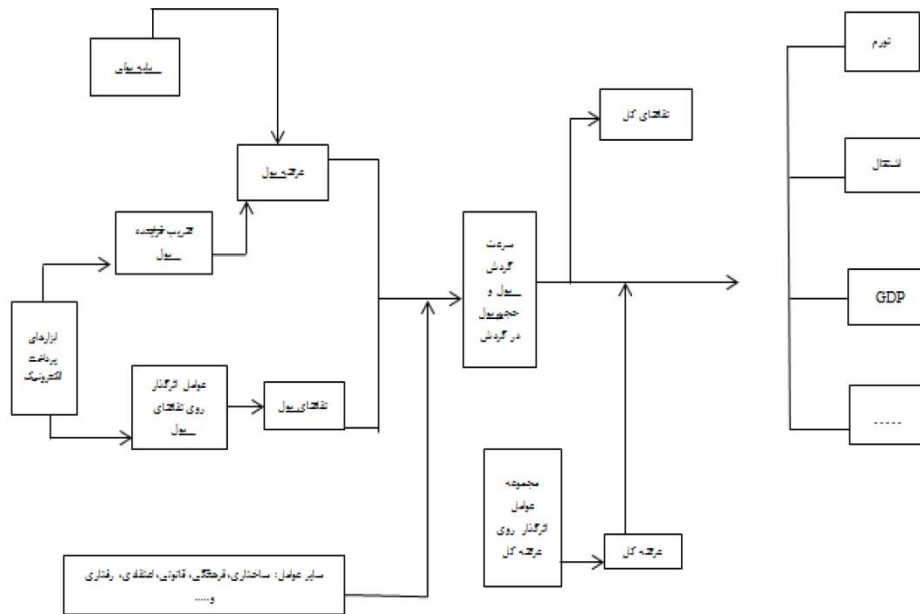 تورم
پایه پولی
تقاضای کل
عرضه پول
اشتغال
ضریب فزاینده
پول
سرعت
گردش
پول و
حجم پول
در گردش
GDP
ابزارهای
پرداخت
الکترونیک
عوامل اثرگذار
روی تقاضای
پول
تقاضای پول
-----
مجموعه
عوامل
اثرگذار روی
عرضه کل
عرضه کل
سایر عوامل: ساختاری، فرهنگی، قانونی، اعتقادی، رفتاری
و.....